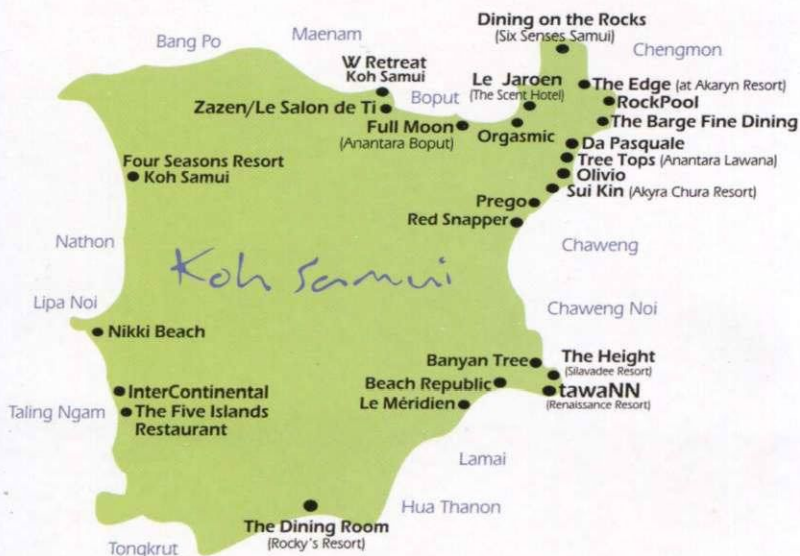 Dining on the Rocks
(Six Senses Samui)
Maenam
Bang Po
Chengmon
W Retreat
Koh Samui
Le Jaroen
(The Scent Hotel)
The Edge (at Akaryn Resort)
Boput
RockPool
Zazen/Le Salon de Ti
The Barge Fine Dining
Full Moon
(Anantara Boput)
Orgasmic
Da Pasquale
Tree Tops (Anantara Lawana)
Four Seasons Resort
Koh Samui
Olivio
Sui Kin (Akyra Chura Resort)
Prego
Red Snapper
Nathon
Chaweng
Koh Samui
Lipa Noi
Chaweng Noi
Nikki Beach
Banyan Tree
The Height
(Silavadee Resort)
Beach Republic
tawaNN
(Renaissance Resort)
InterContinental
Le Méridien
Taling Ngam
The Five Islands
Restaurant
Lamai
Hua Thanon
The Dining Room
(Rocky's Resort)
Tongkrut